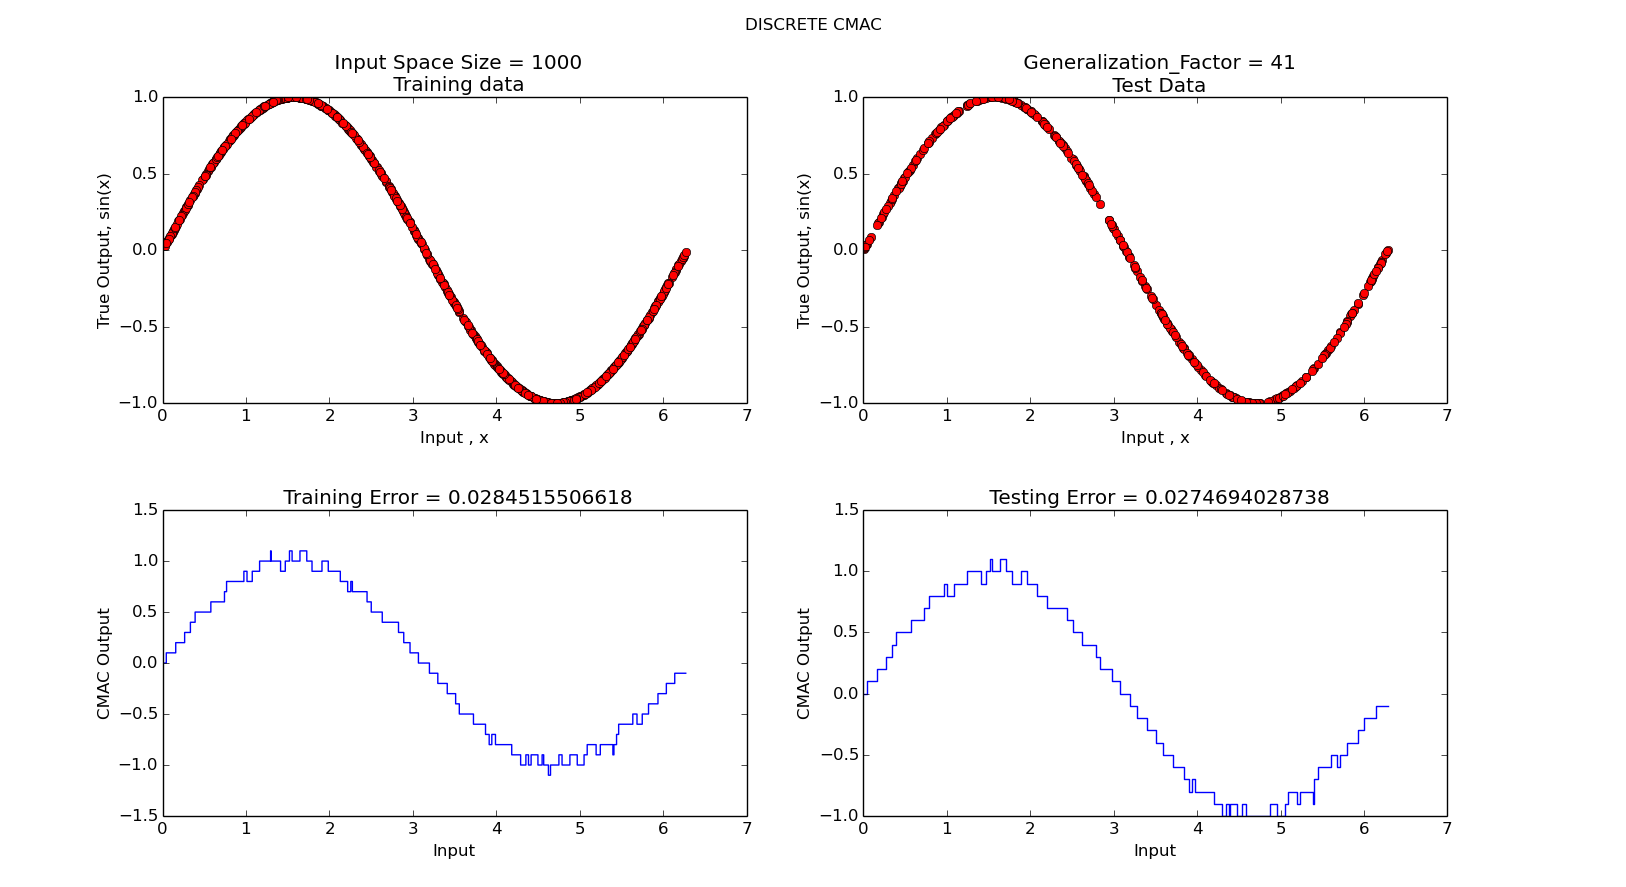 DISCRETE CMAC
Input Space Size = 1000
Training data
1.0
0.5
0.0
−0.5
−1.0
True Output, sin(x)
0 1 2 3 4 5 6 7
Input , x
Generalization_Factor = 41
Test Data
1.0
0.5
0.0
−0.5
−1.0
True Output, sin(x)
0 1 2 3 4 5 6 7
Input , x
Training Error = 0.0284515506618
1.5
1.0
0.5
0.0
−0.5
−1.0
−1.5
CMAC Output
0 1 2 3 4 5 6 7
Input
Testing Error = 0.0274694028738
1.5
1.0
0.5
0.0
−0.5
−1.0
CMAC Output
0 1 2 3 4 5 6 7
Input